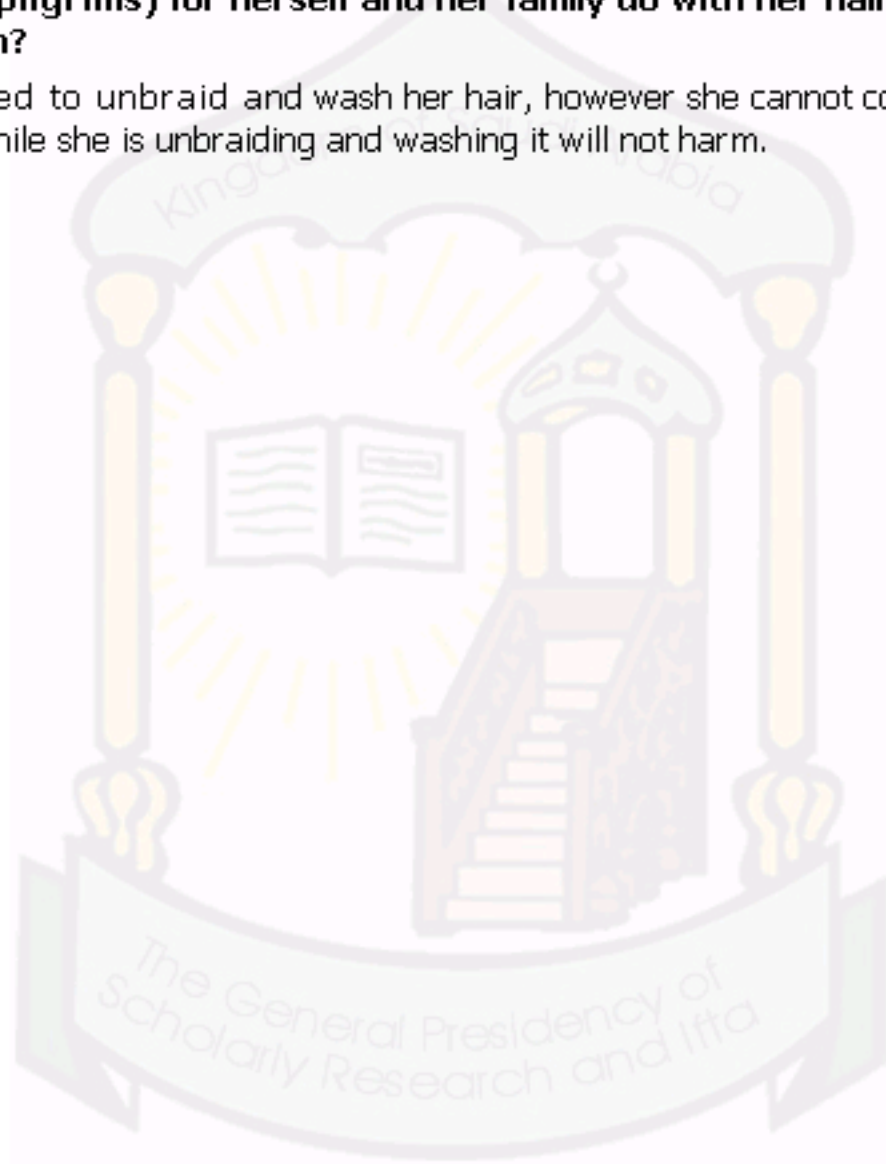 pilgrims) for herself and her family do with her hair
n?
ed to unbraid and wash her hair, however she cannot co
hile she is unbraiding and washing it will not harm.
Kingdom of Saudi Arabia
The General Presidency of
Scholarly Research and Ifta